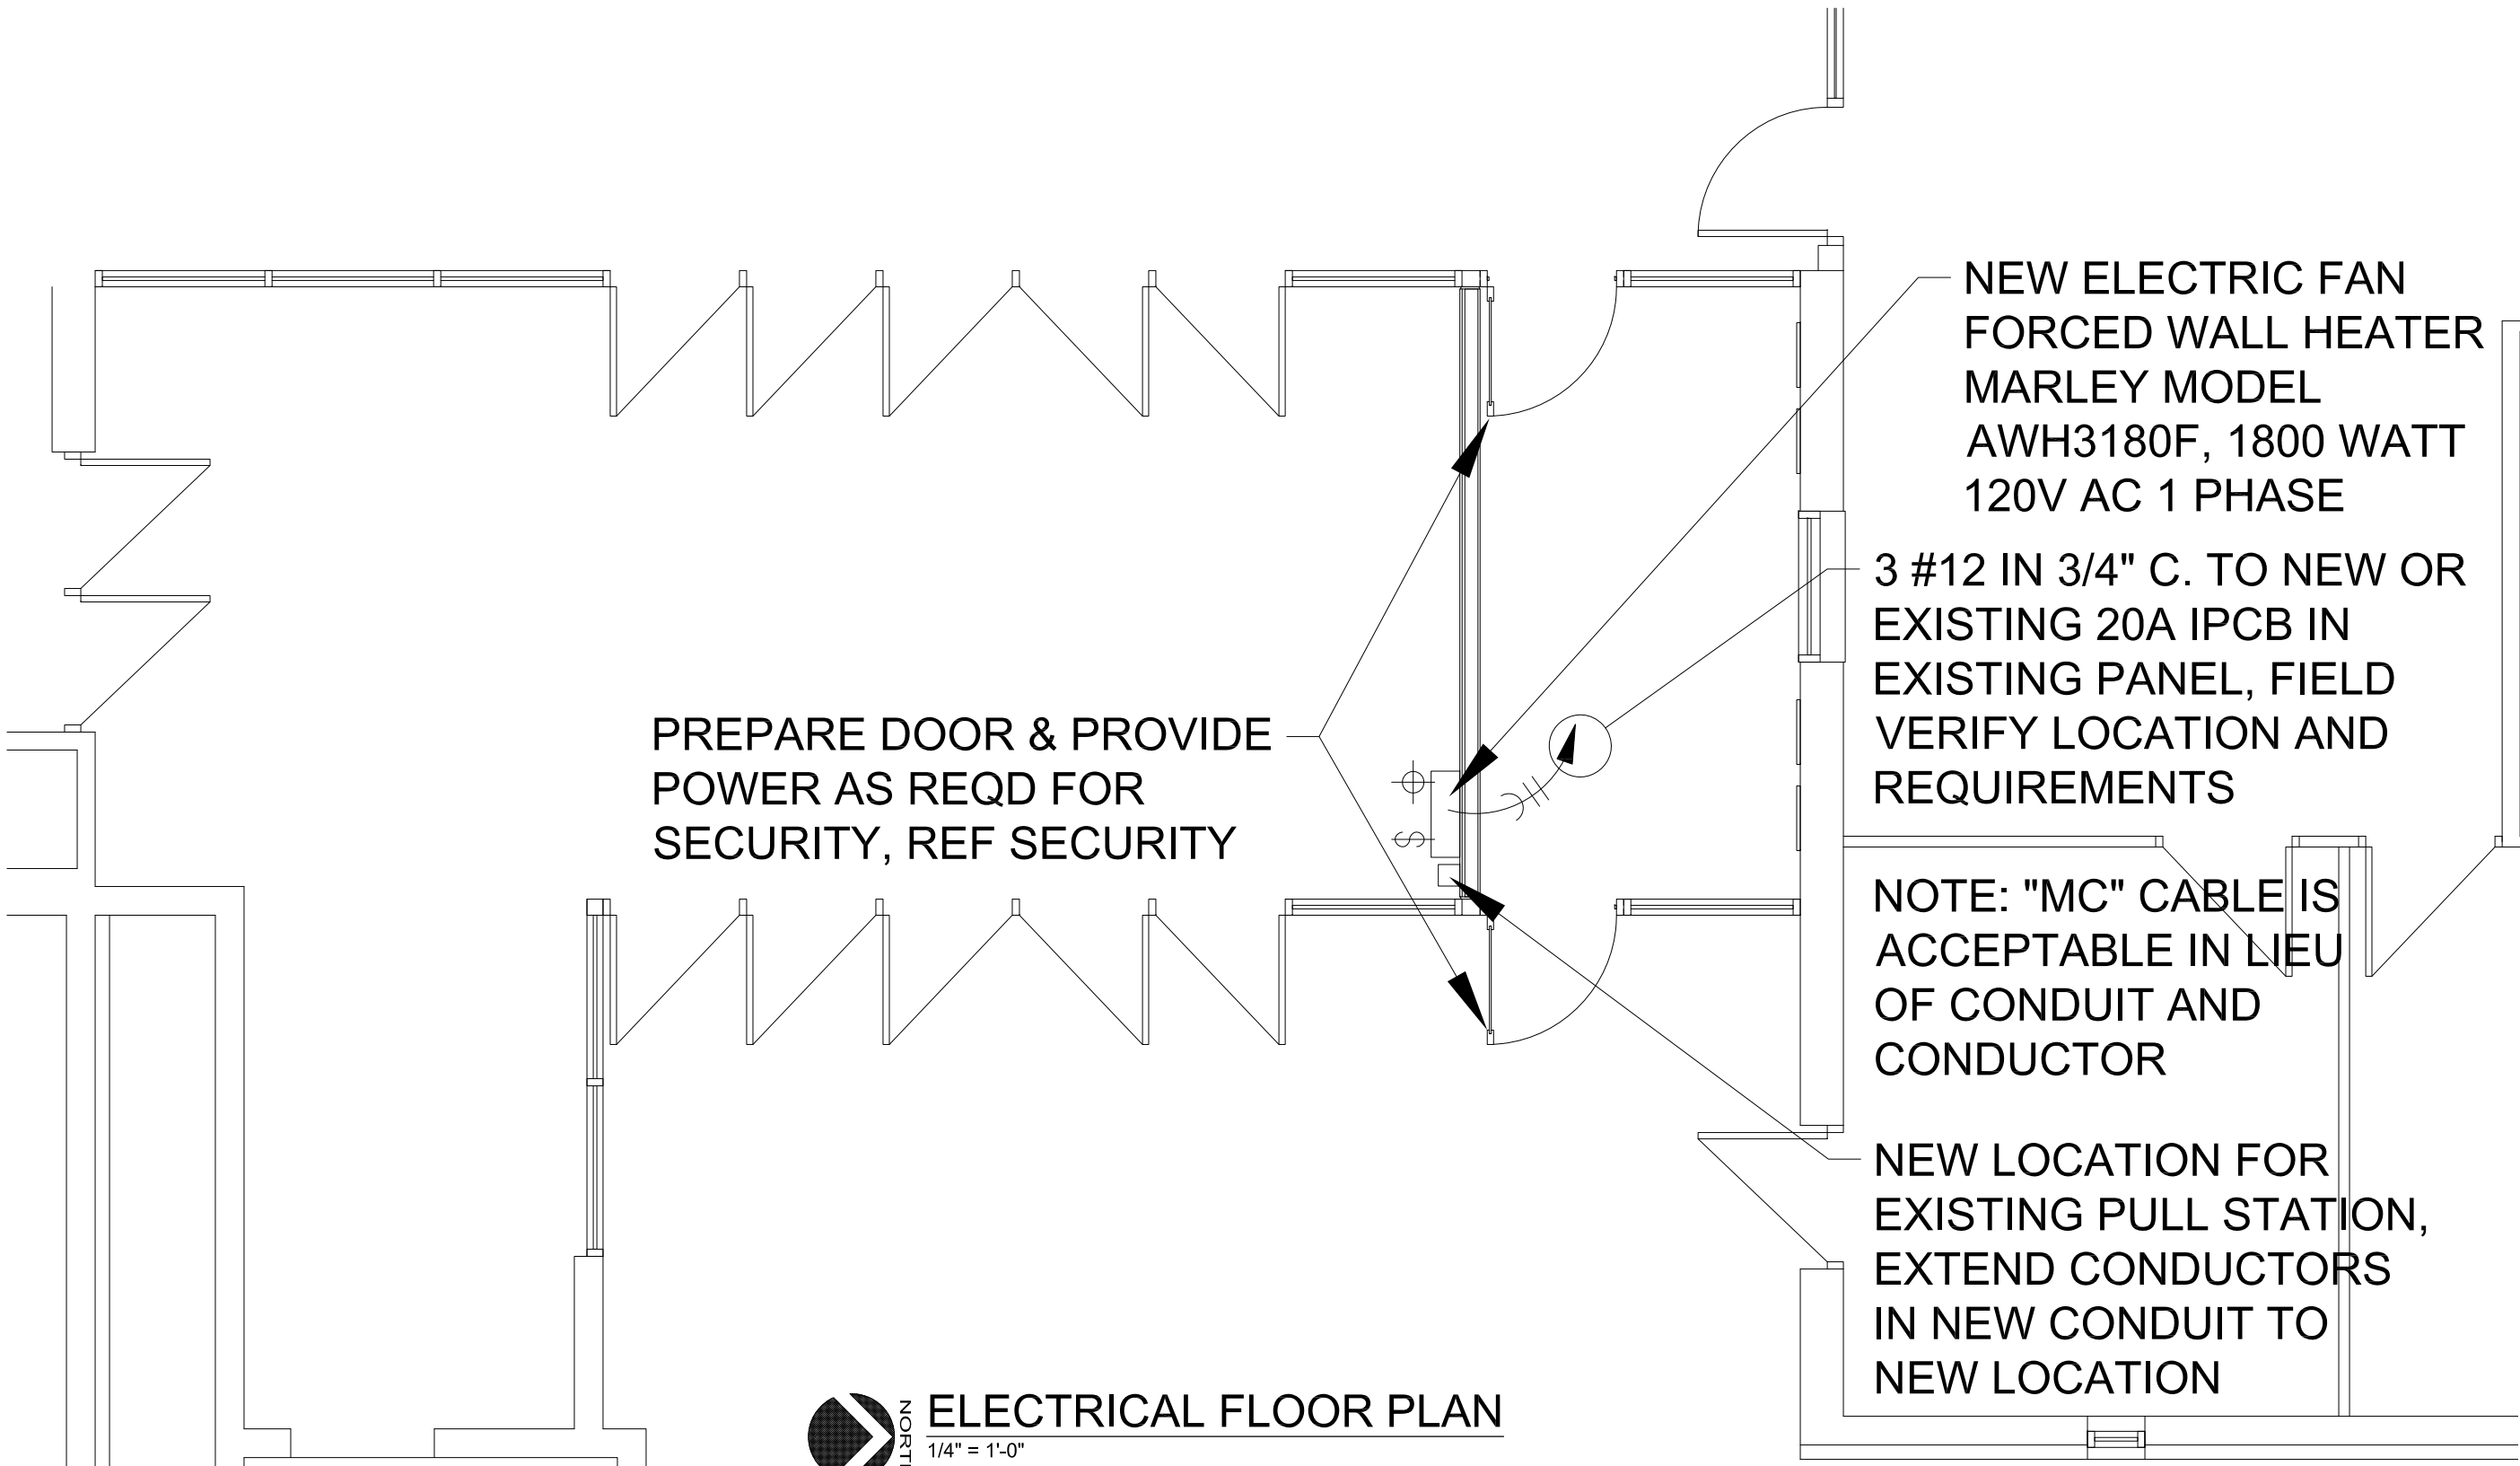 NEW ELECTRIC FAN
FORCED WALL HEATER
MARLEY MODEL
AWH3180F, 1800 WATT
120V AC 1 PHASE
3 #12 IN 3/4" C. TO NEW OR
EXISTING 20A IPCB IN
EXISTING PANEL, FIELD
VERIFY LOCATION AND
REQUIREMENTS
PREPARE DOOR & PROVIDE
POWER AS REQD FOR
SECURITY, REF SECURITY
$
NOTE: "MC" CABLE IS
ACCEPTABLE IN LIEU
OF CONDUIT AND
CONDUCTOR
NEW LOCATION FOR
EXISTING PULL STATION,
EXTEND CONDUCTORS
IN NEW CONDUIT TO
NEW LOCATION
ELECTRICAL FLOOR PLAN
1/4" = 1'-0"